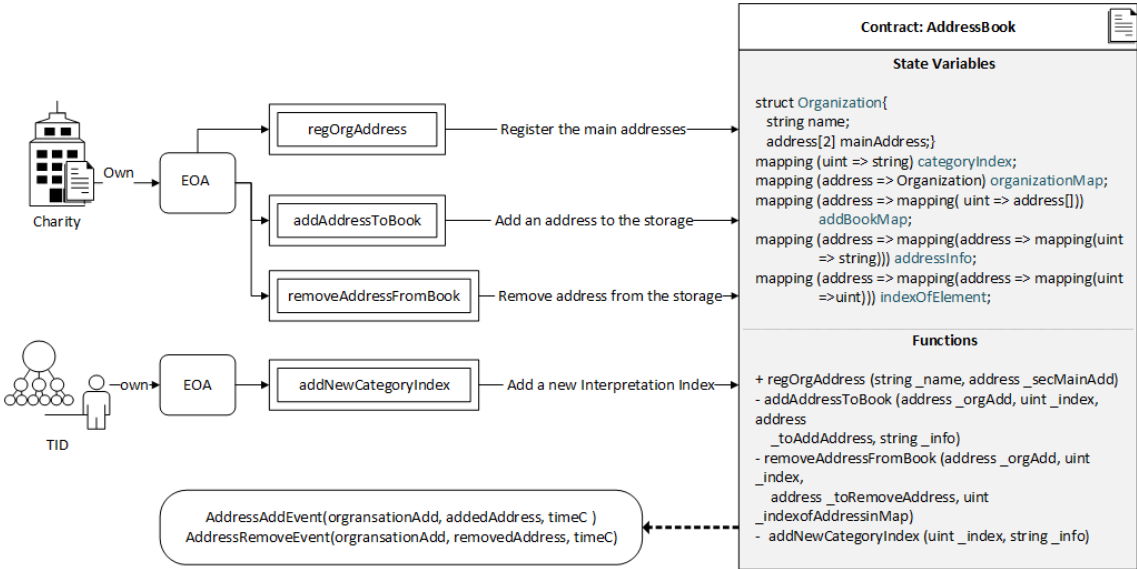 Charity
Own
EOA
regOrgAddress
Register the main addresses
addAddressToBook
Add an address to the storage
removeAddressFromBook
Remove address from the storage
TID
own
EOA
addNewCategoryIndex
Add a new Interpretation Index
AddressAddEvent(orgransationAdd, addedAddress, timeC )
AddressRemoveEvent(orgransationAdd, removedAddress, timeC)
Contract: AddressBook
State Variables
struct Organization{
string name;
address[2] mainAddress;}
mapping (uint => string) categoryIndex;
mapping (address => Organization) organizationMap;
mapping (address => mapping( uint => address[]))
addBookMap;
mapping (address => mapping(address => mapping(uint
=> string))) addressInfo;
mapping (address => mapping(address => mapping(uint
=>uint))) indexOfElement;
Functions
+ regOrgAddress (string _name, address _secMainAdd)
- addAddressToBook (address _orgAdd, uint _index,
address
_toAddAddress, string _info)
- removeAddressFromBook (address _orgAdd, uint
_index,
address _toRemoveAddress, uint
_indexofAddressinMap)
- addNewCategoryIndex (uint _index, string _info)